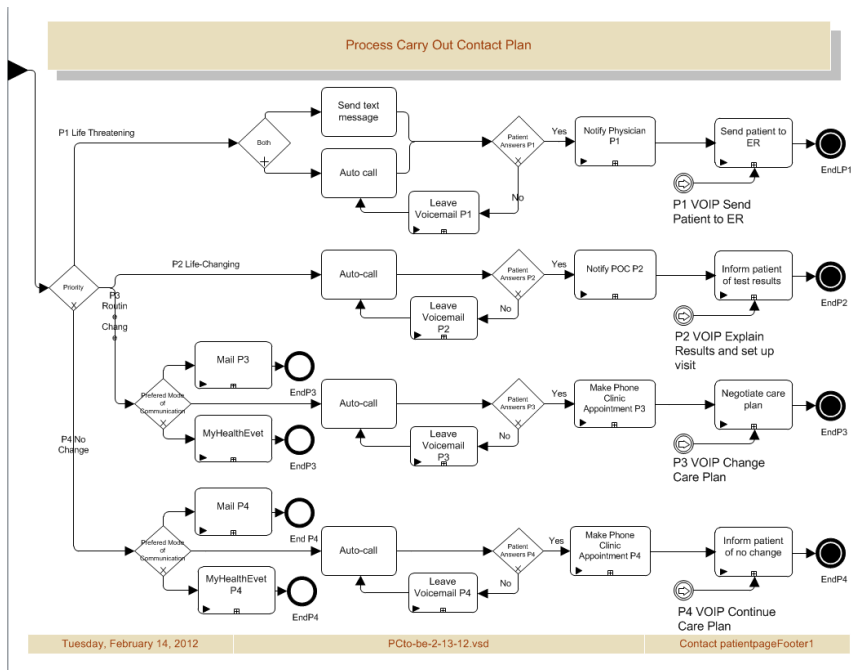 Process Carry Out Contact Plan
P1 Life Threatening
Both
Send text
message
Auto call
Patient
Answers P1
Yes
No
Leave
Voicemail P1
Notify Physician
P1
Send patient to
ER
EndLP1
P1 VOIP Send
Patient to ER
Priority
P2 Life-Changing
Auto-call
Patient
Answers P2
Yes
No
Leave
Voicemail
P2
Notify POC P2
Inform patient
of test results
EndP2
P2 VOIP Explain
Results and set up
visit
P3
Routin
e
Chang
e
Prefered Mode
of
Communication
Mail P3
EndP3
MyHealthEvet
EndP3
Auto-call
Patient
Answers P3
Yes
No
Leave
Voicemail
P3
Make Phone
Clinic
Appointment P3
Negotiate care
plan
EndP3
P3 VOIP Change
Care Plan
P4 No
Change
Prefered Mode
of
Communication
Mail P4
End P4
MyHealthEvet
P4
EndP4
Auto-call
Patient
Answers P4
Yes
No
Leave
Voicemail P4
Make Phone
Clinic
Appointment P4
Inform patient
of no change
EndP4
P4 VOIP Continue
Care Plan
Tuesday, February 14, 2012
PCto-be-2-13-12.vsd
Contact patientpageFooter1